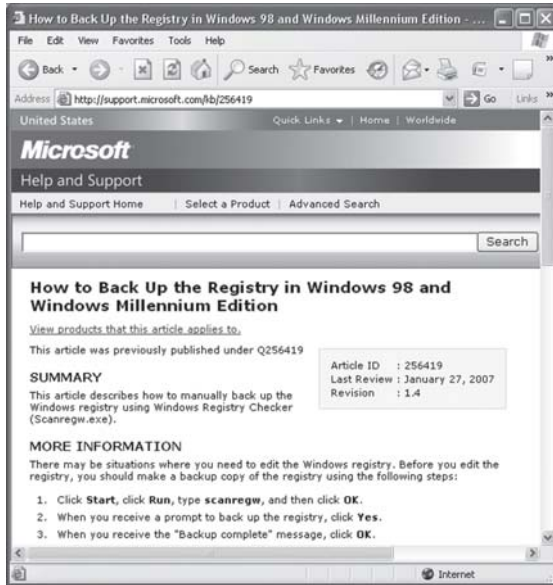 How to Back Up the Registry in Windows 98 and Windows Millennium Edition - ...
File Edit View Favorites Tools Help
Back Search Favorites
Address http://support.microsoft.com/kb/256419 Go Links
United States Quick Links | Home | Worldwide
Microsoft
Help and Support
Help and Support Home | Select a Product | Advanced Search
Search
How to Back Up the Registry in Windows 98 and
Windows Millennium Edition
View products that this article applies to.
This article was previously published under Q256419
Article ID : 256419
Last Review : January 27, 2007
Revision : 1.4
SUMMARY
This article describes how to manually back up the
Windows registry using Windows Registry Checker
(Scanregw.exe).
MORE INFORMATION
There may be situations where you need to edit the Windows registry. Before you edit the
registry, you should make a backup copy of the registry using the following steps:
1. Click Start, click Run, type scanregw, and then click OK.
2. When you receive a prompt to back up the registry, click Yes.
3. When you receive the "Backup complete" message, click OK.
Internet